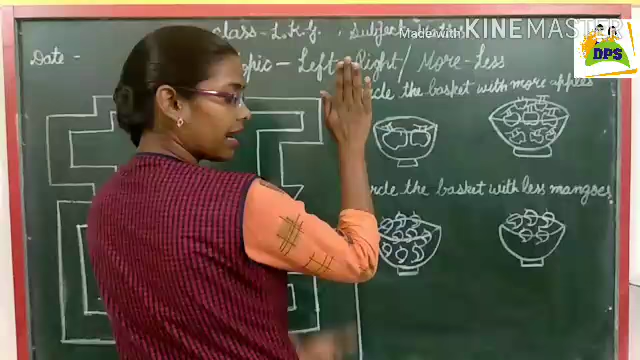 Made with
KINEMASTER
DPS
class - L.K.G. , Subject -
Date -
Topic - Left - Right / More - Less
circle the basket with more apples
circle the basket with less mangoes